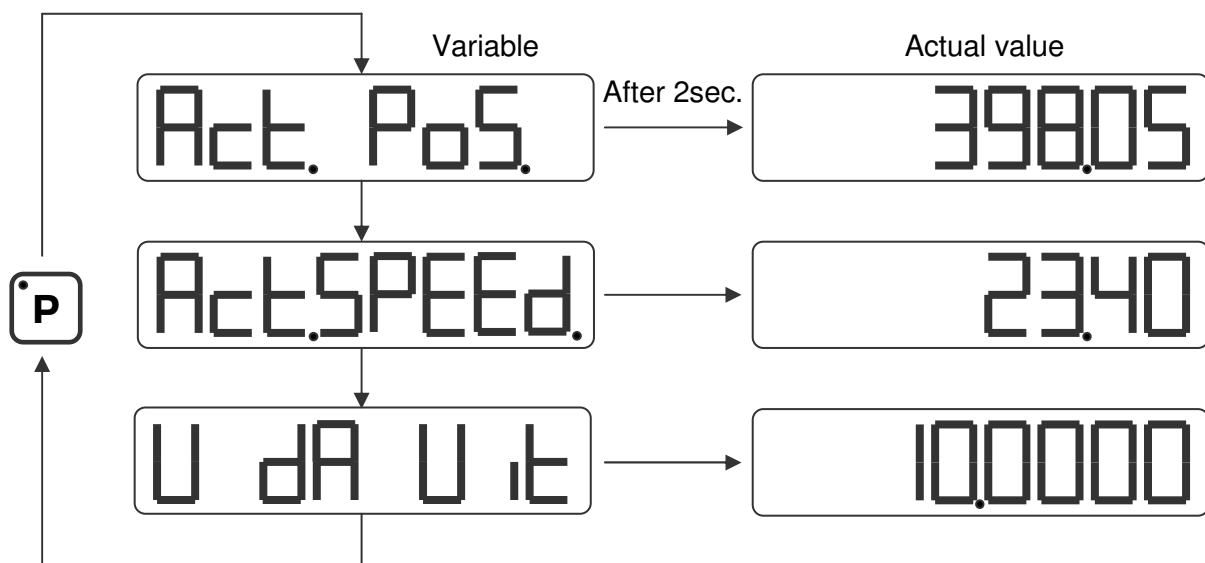 Variable Actual value
Act. PoS. After 2sec. 398.05
Act.SPEEd. 23.40
P
U dA U it 10.0000